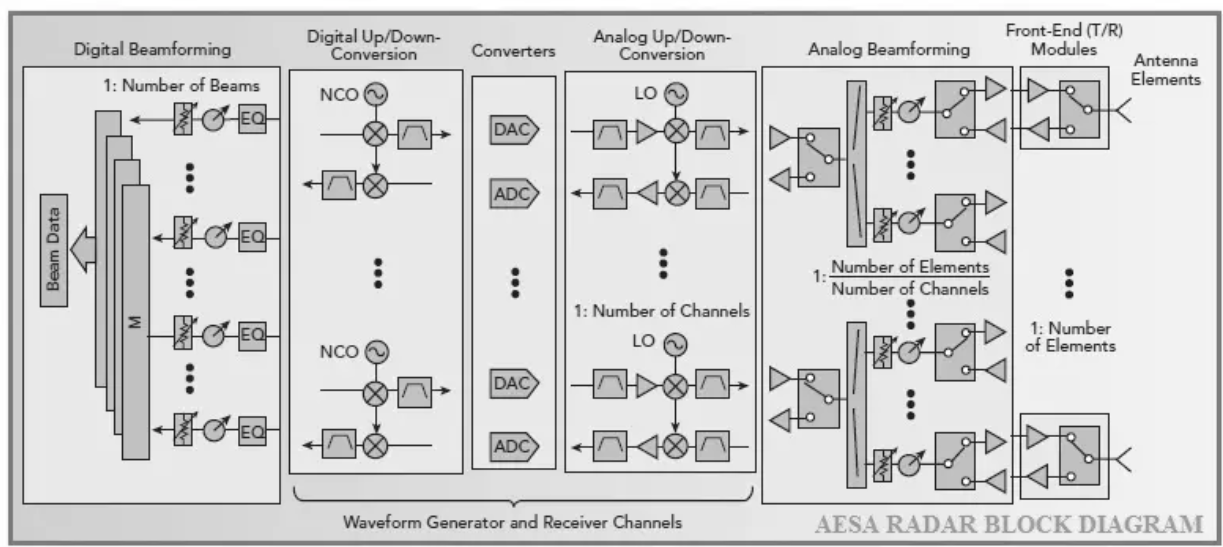 Digital Beamforming
Digital Up/Down-
Conversion
Converters
Analog Up/Down-
Conversion
Analog Beamforming
Front-End (T/R)
Modules
Antenna
Elements
1: Number of Beams
EQ
EQ
EQ
EQ
M
Beam Data
NCO
NCO
DAC
ADC
DAC
ADC
LO
1: Number of Channels
LO
1: Number of Elements
Number of Channels
1: Number
of Elements
Waveform Generator and Receiver Channels
AESA RADAR BLOCK DIAGRAM